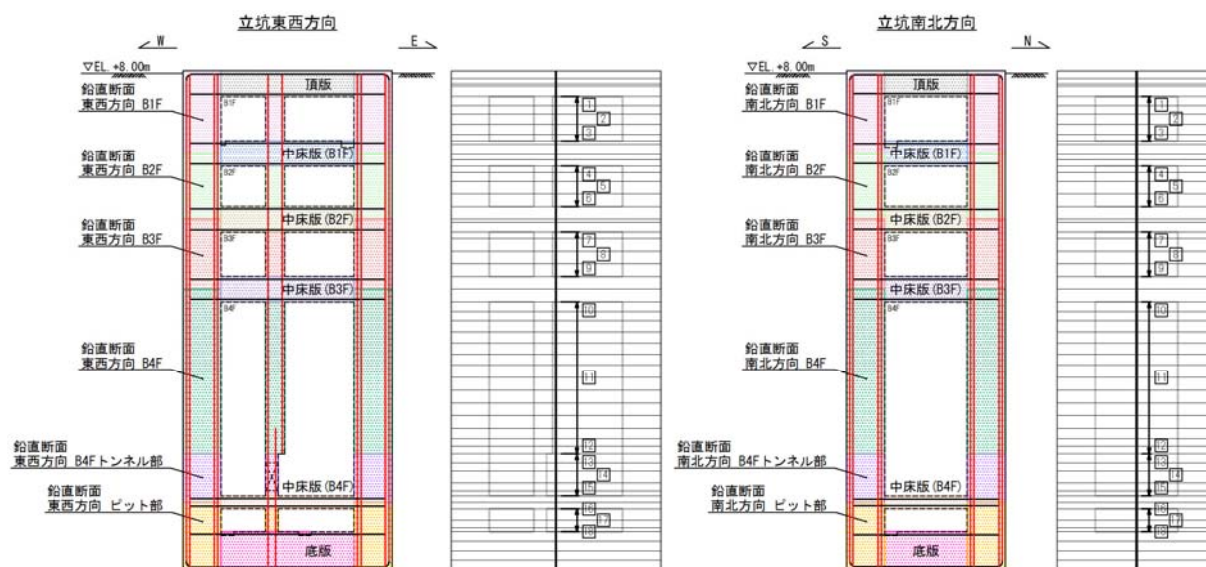 立坑東西方向
W
E
▽EL. +8.00m
頂版
鉛直断面
東西方向 B1F
B1F
中床版(B1F)
鉛直断面
東西方向 B2F
B2F
中床版(B2F)
鉛直断面
東西方向 B3F
B3F
中床版(B3F)
鉛直断面
東西方向 B4F
B4F
鉛直断面
東西方向 B4Fトンネル部
中床版(B4F)
鉛直断面
東西方向 ピット部
底版
1
2
3
4
5
6
7
8
9
10
11
12
13
14
15
16
17
18
立坑南北方向
S
N
▽EL. +8.00m
頂版
鉛直断面
南北方向 B1F
B1F
中床版(B1F)
鉛直断面
南北方向 B2F
B2F
中床版(B2F)
鉛直断面
南北方向 B3F
B3F
中床版(B3F)
鉛直断面
南北方向 B4F
B4F
鉛直断面
南北方向 B4Fトンネル部
中床版(B4F)
鉛直断面
南北方向 ピット部
底版
1
2
3
4
5
6
7
8
9
10
11
12
13
14
15
16
17
18